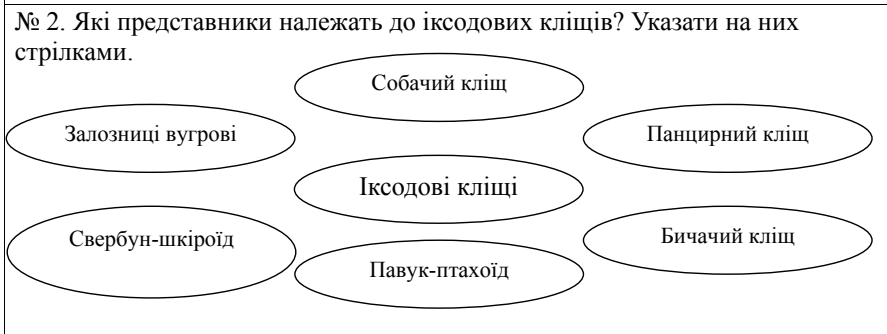 № 2. Які представники належать до іксодових кліщів? Указати на них
стрілками.
Собачий кліщ
Залозниці вугрові
Панцирний кліщ
Іксодові кліщі
Свербун-шкіроїд
Бичачий кліщ
Павук-птахоїд